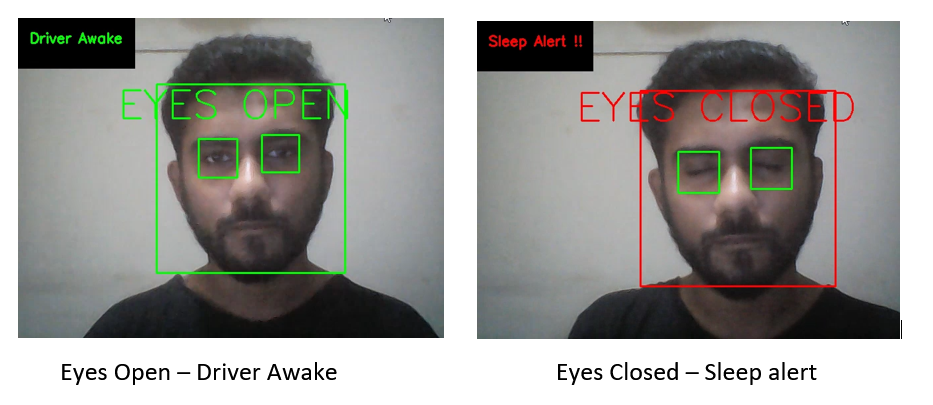 Driver Awake
EYES OPEN
Sleep Alert !!
EYES CLOSED
Eyes Open – Driver Awake
Eyes Closed – Sleep alert